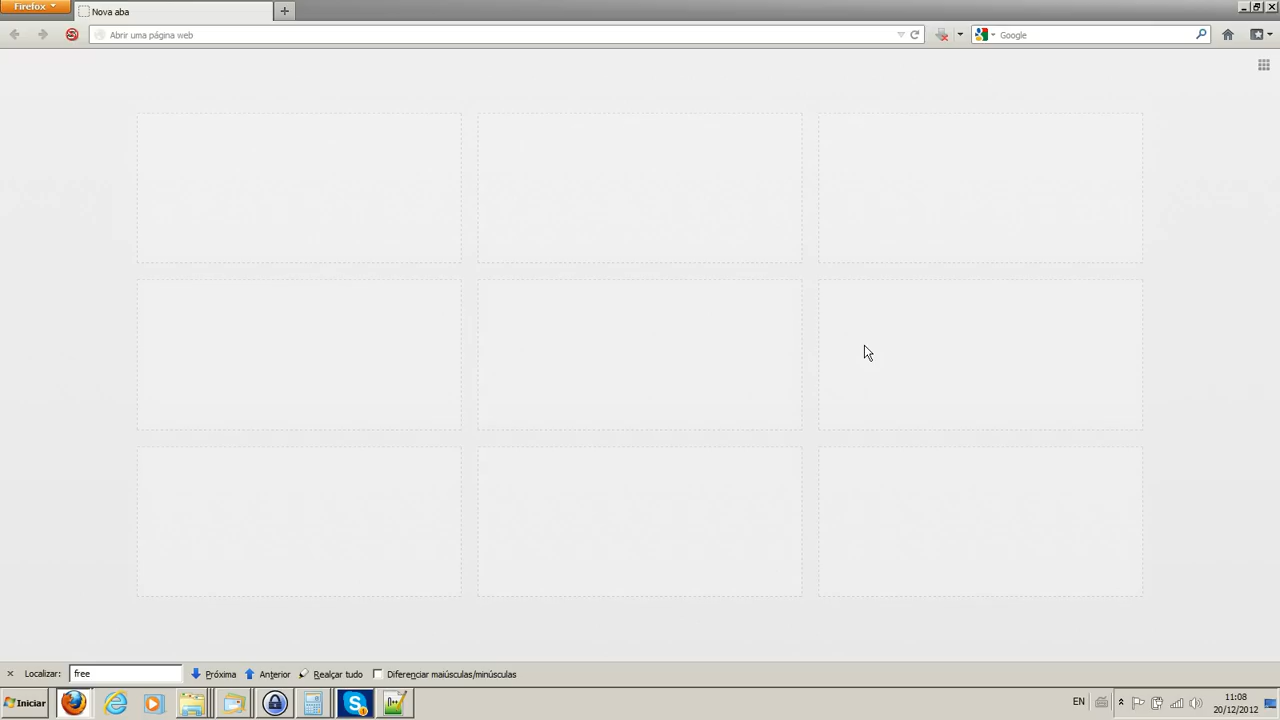 Firefox
Nova aba
Abrir uma página web
Google
Localizar: free Próxima Anterior Realçar tudo Diferenciar maiúsculas/minúsculas
Iniciar
EN
11:08
20/12/2012